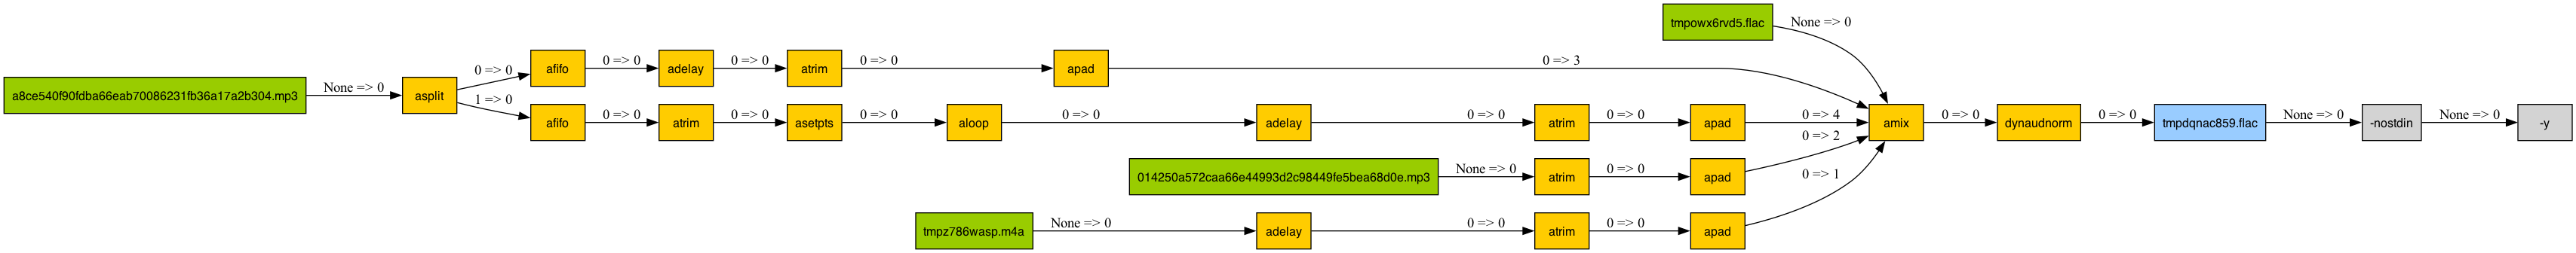 tmpowx6rvd5.flac
None => 0
a8ce540f90fdba66eab70086231fb36a17a2b304.mp3
None => 0
asplit
0 => 0
afifo
0 => 0
adelay
0 => 0
atrim
0 => 0
apad
0 => 3
1 => 0
afifo
0 => 0
atrim
0 => 0
asetpts
0 => 0
aloop
0 => 0
adelay
0 => 0
atrim
0 => 0
apad
0 => 4
amix
0 => 0
dynaudnorm
0 => 0
tmpdqnac859.flac
None => 0
-nostdin
None => 0
-y
014250a572caa66e44993d2c98449fe5bea68d0e.mp3
None => 0
atrim
0 => 0
apad
0 => 2
tmpz786wasp.m4a
None => 0
adelay
0 => 0
atrim
0 => 0
apad
0 => 1